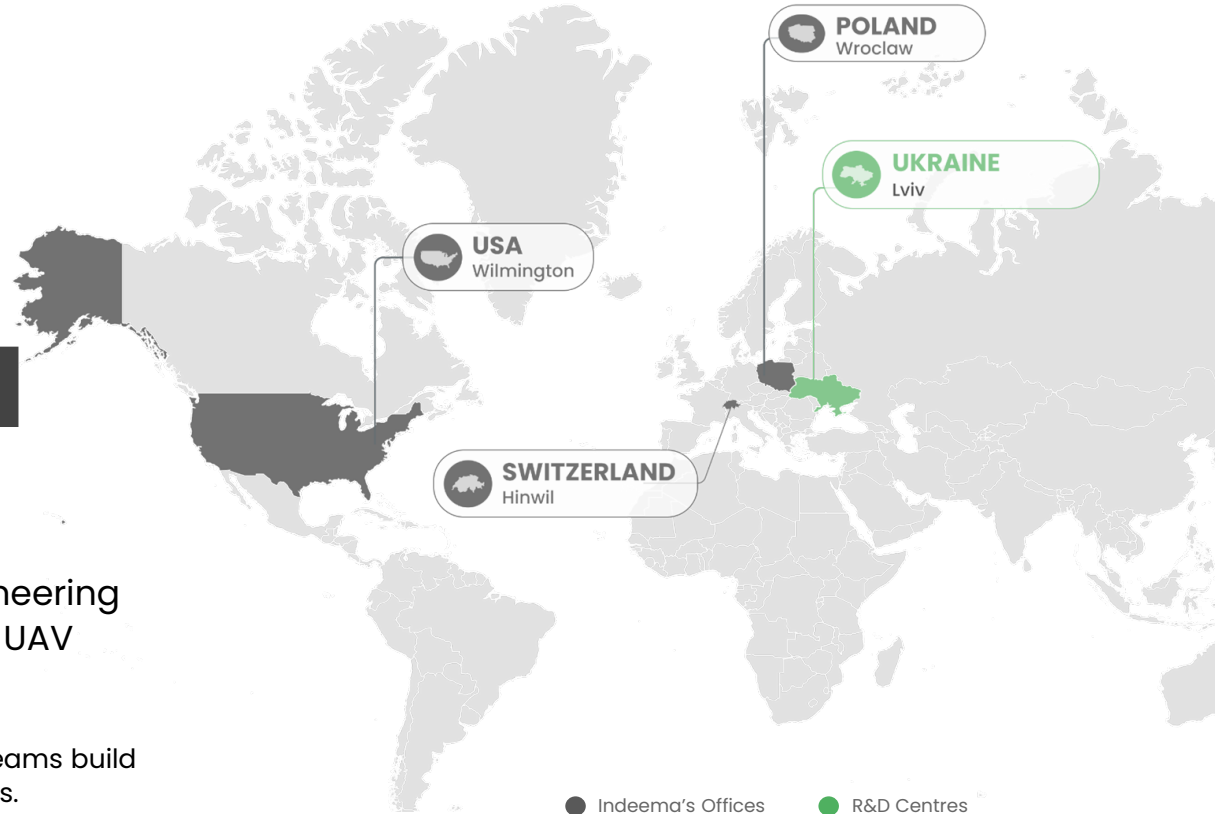 POLAND
Wroclaw
UKRAINE
Lviv
USA
Wilmington
SWITZERLAND
Hinwil
neering
UAV
eams build
s.
Indeema’s Offices
R&D Centres